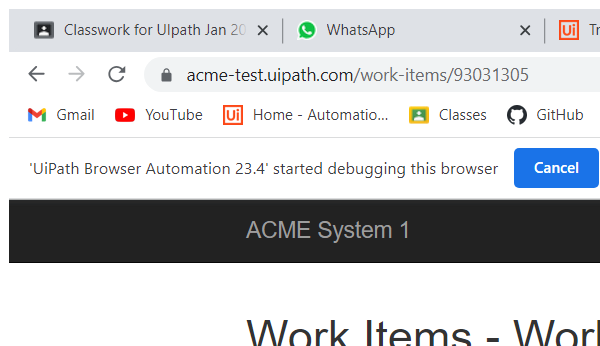 Classwork for UIpath Jan 20 WhatsApp Tr
acme-test.uipath.com/work-items/93031305
Gmail YouTube Home - Automatio... Classes GitHub
'UiPath Browser Automation 23.4' started debugging this browser Cancel
ACME System 1
Work Items - Work